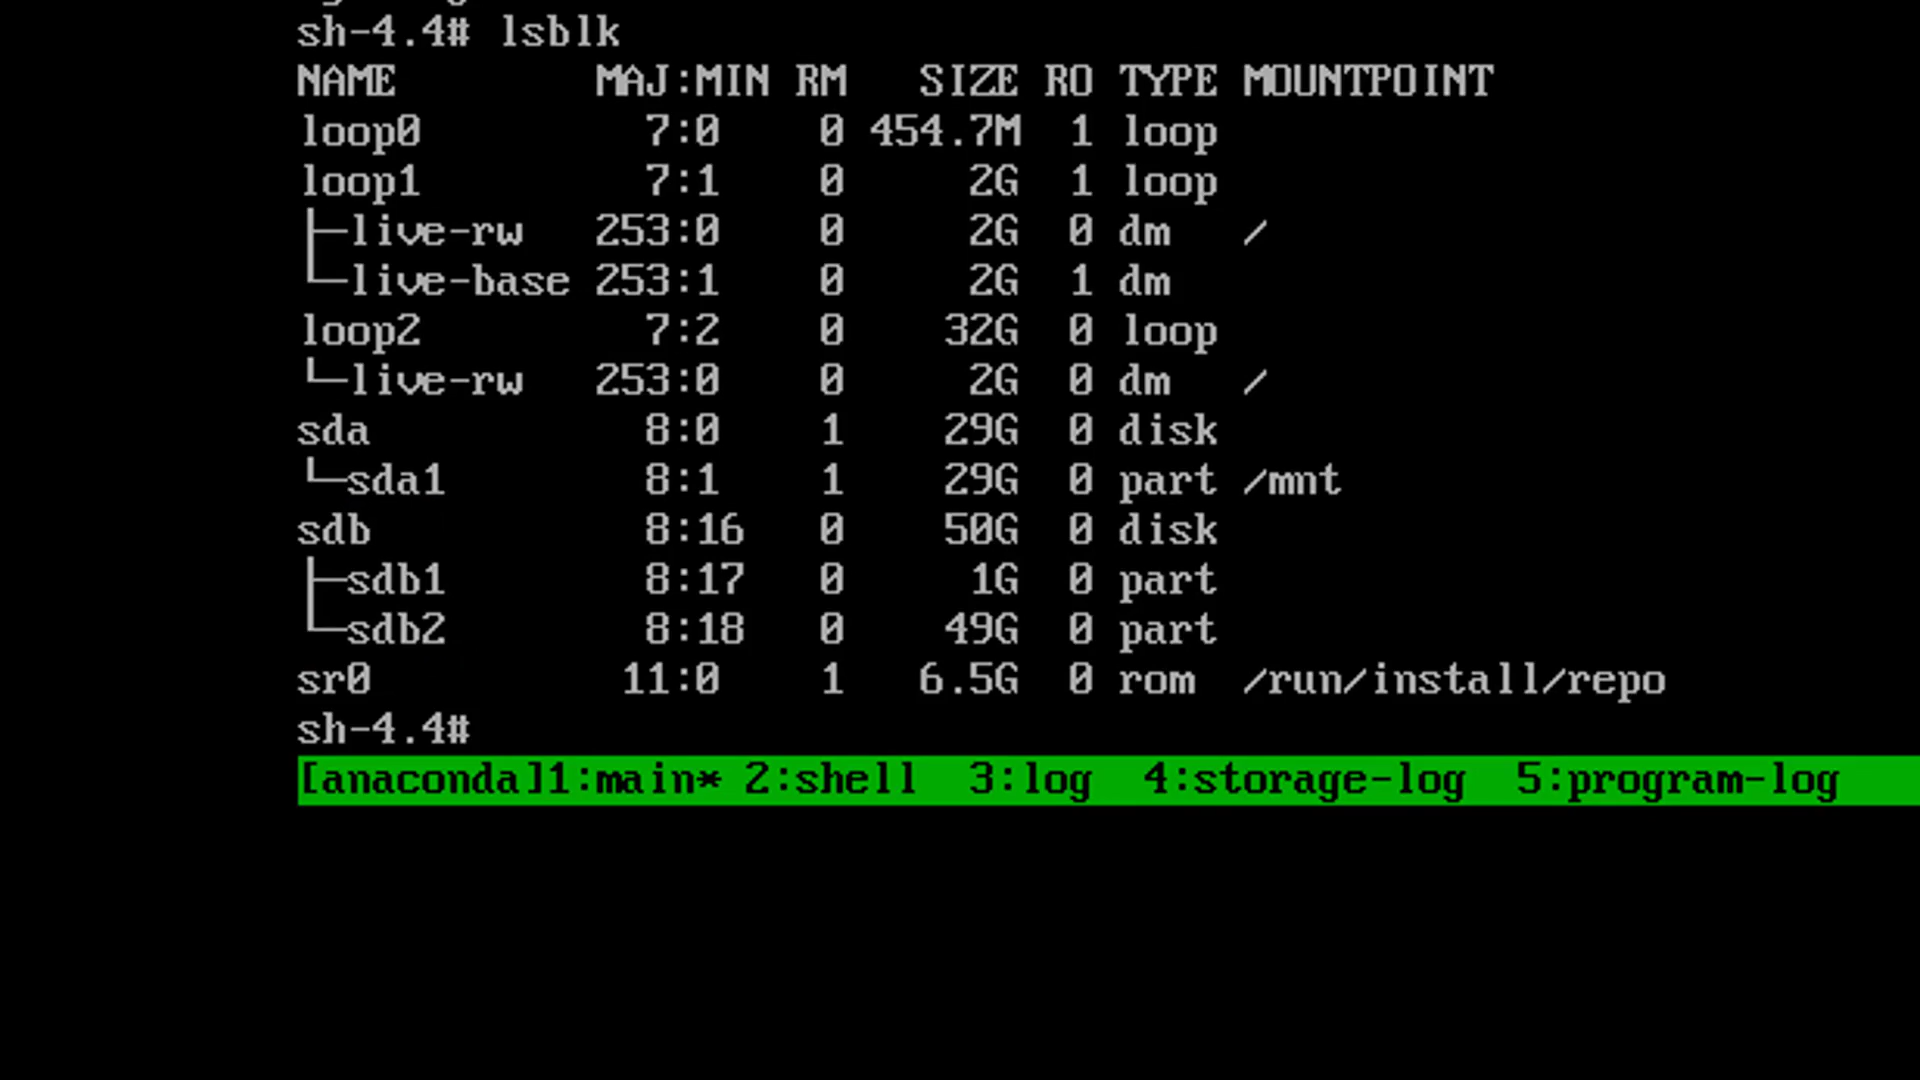 sh-4.4# lsblk
NAME        MAJ:MIN RM   SIZE RO TYPE MOUNTPOINT
loop0         7:0    0 454.7M  1 loop
loop1         7:1    0     2G  1 loop
├─live-rw   253:0    0     2G  0 dm   /
└─live-base 253:1    0     2G  1 dm
loop2         7:2    0    32G  0 loop
└─live-rw   253:0    0     2G  0 dm   /
sda           8:0    1    29G  0 disk
└─sda1        8:1    1    29G  0 part /mnt
sdb           8:16   0    50G  0 disk
├─sdb1        8:17   0     1G  0 part
└─sdb2        8:18   0    49G  0 part
sr0          11:0    1   6.5G  0 rom  /run/install/repo
sh-4.4#
[anaconda]1:main* 2:shell  3:log  4:storage-log  5:program-log